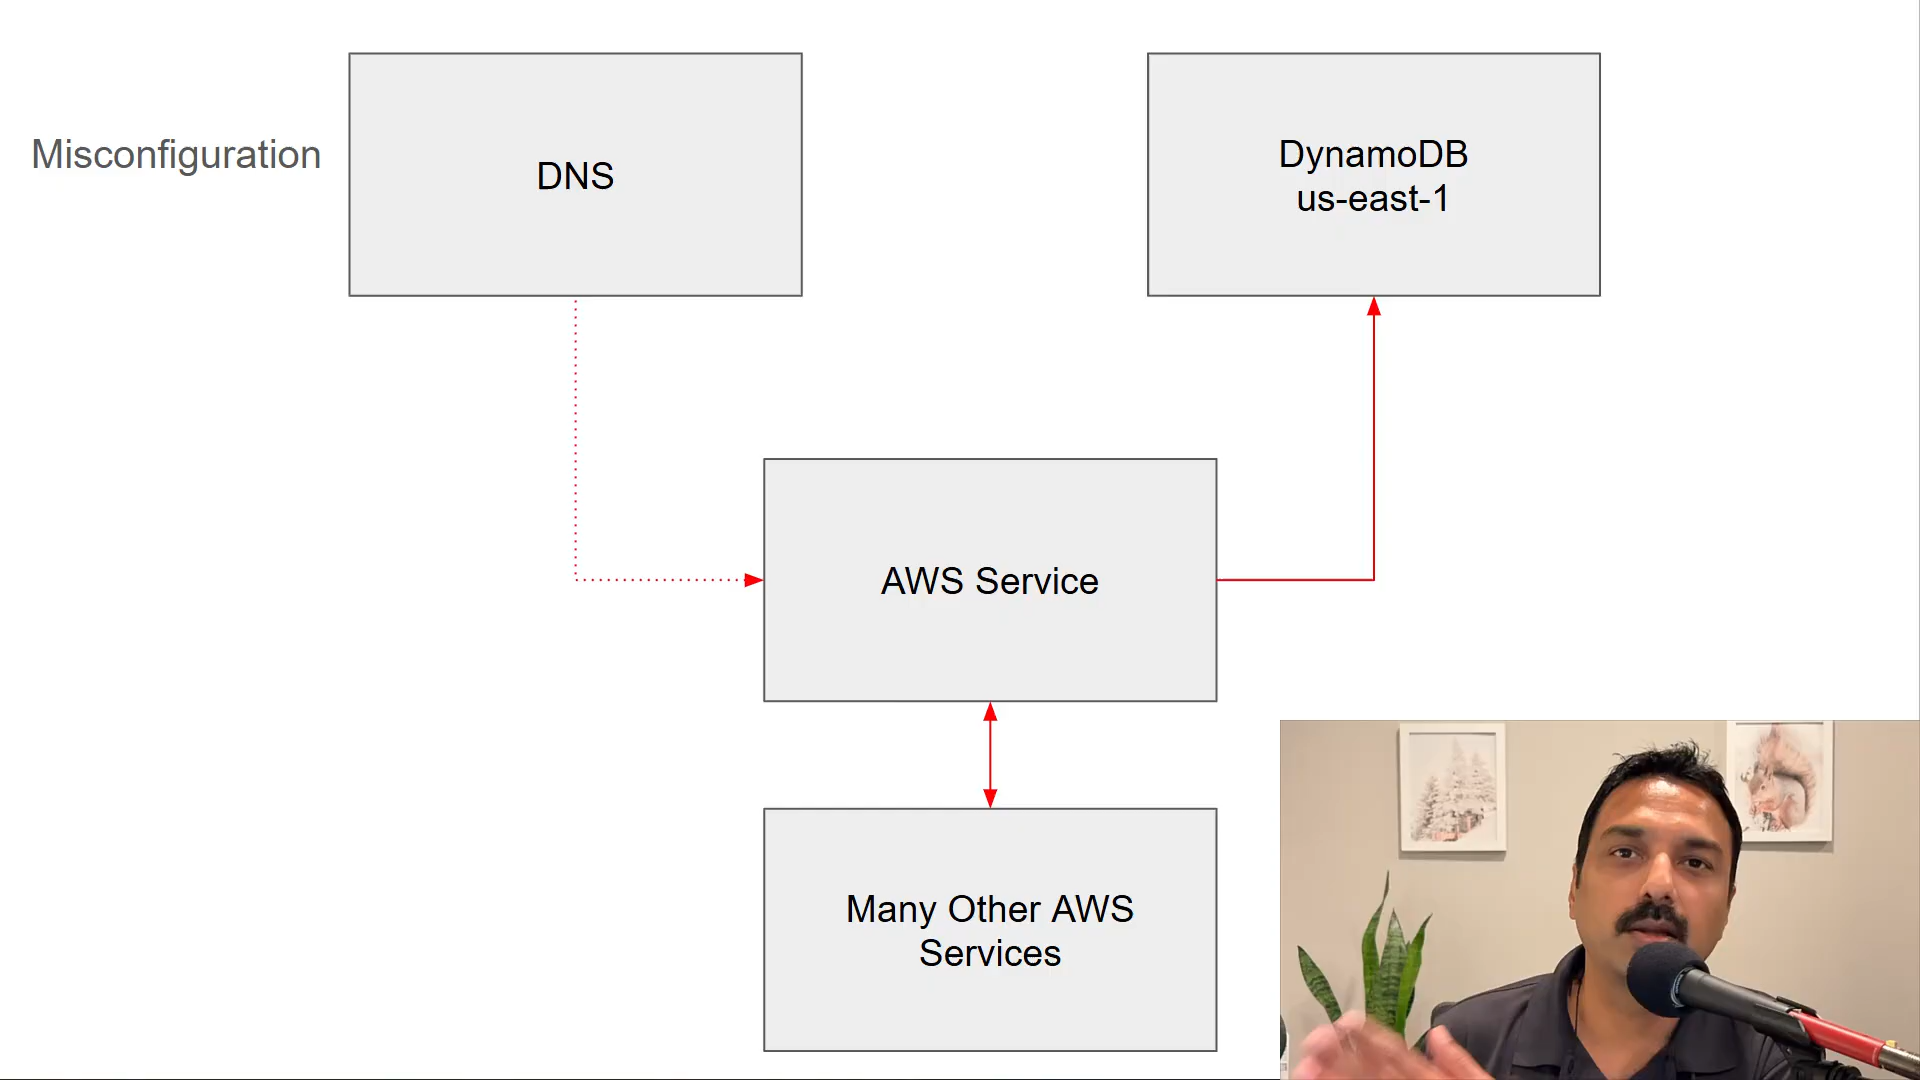 Misconfiguration
DNS
DynamoDB
us-east-1
AWS Service
Many Other AWS
Services